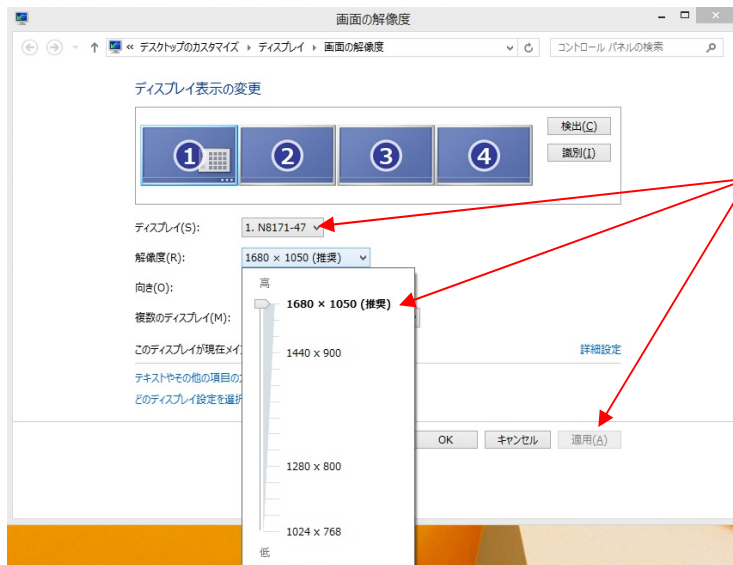 画面の解像度
« デスクトップのカスタマイズ ▸ ディスプレイ ▸ 画面の解像度
コントロール パネルの検索
ディスプレイ表示の変更
1 2 3 4
検出(C)
識別(I)
ディスプレイ(S): 1. N8171-47
解像度(R): 1680 × 1050 (推奨)
向き(O):
高
1680 × 1050 (推奨)
複数のディスプレイ(M):
このディスプレイが現在メイ
1440 x 900
詳細設定
テキストやその他の項目の
どのディスプレイ設定を選択
OK キャンセル 適用(A)
1280 x 800
1024 x 768
低